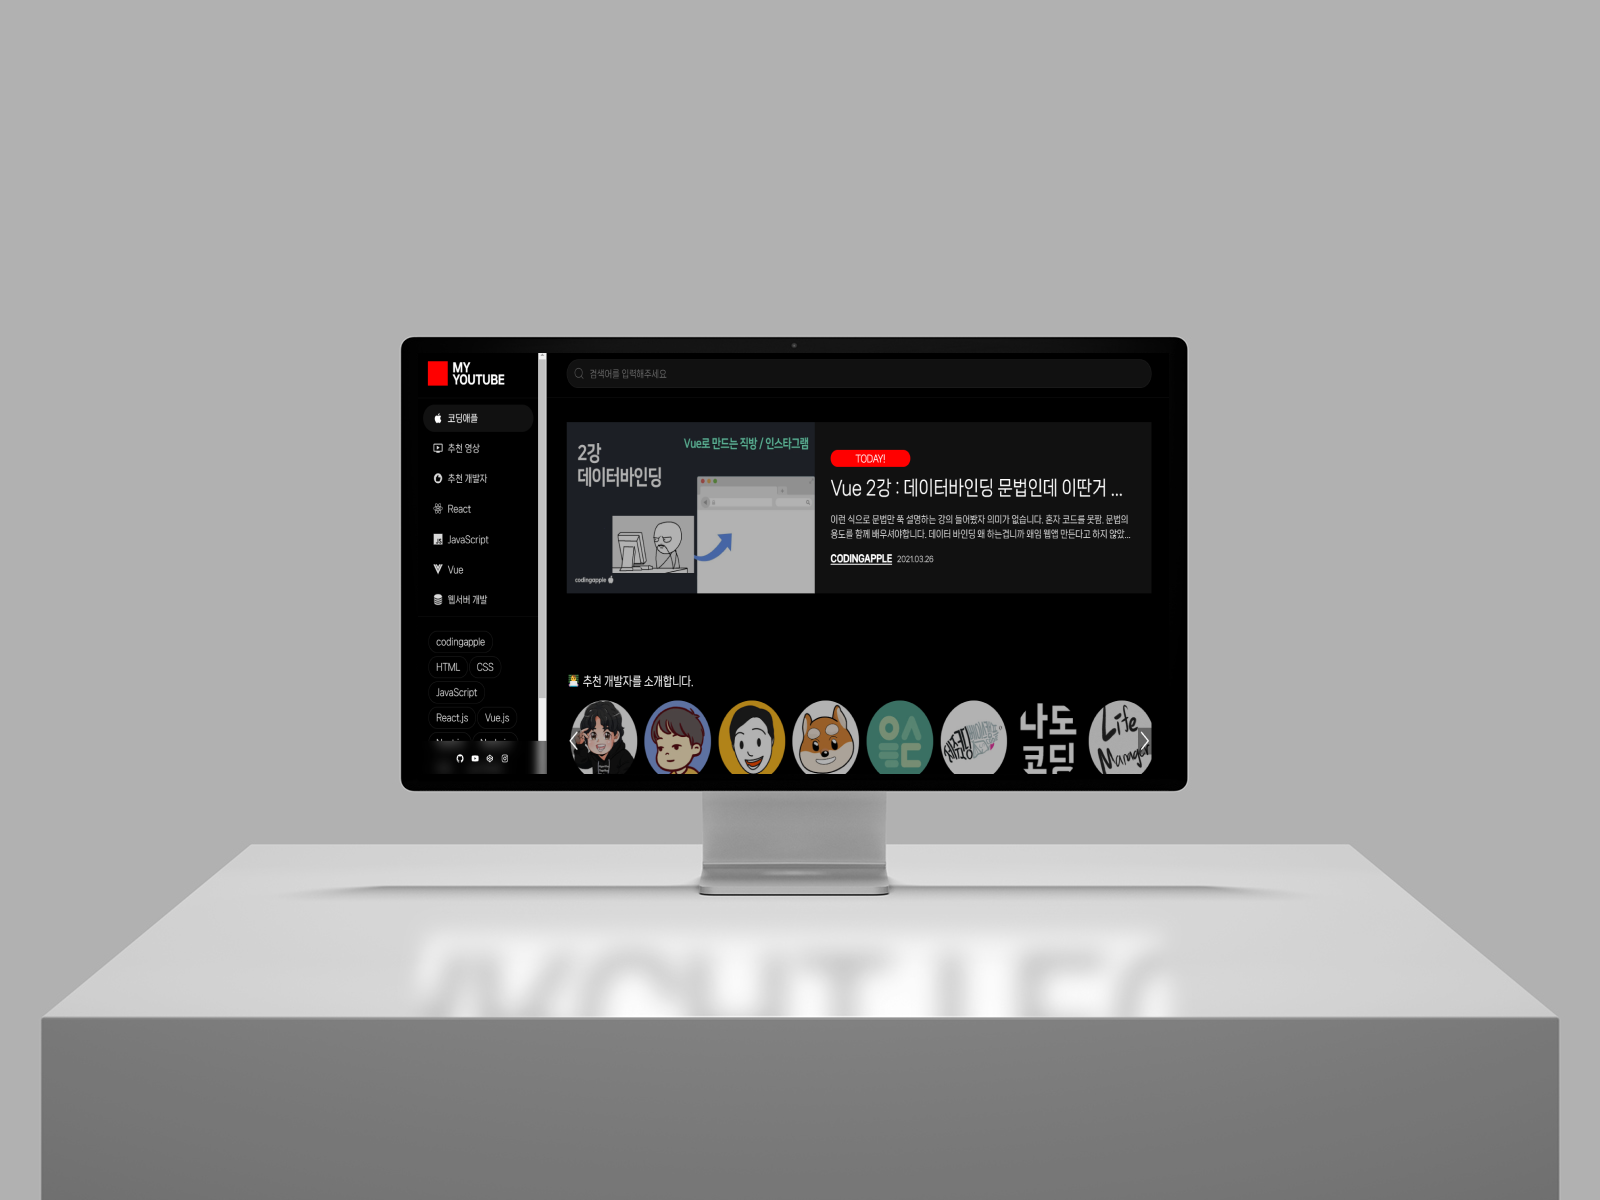 MY
YOUTUBE
코딩애플
추천 영상
추천 개발자
React
JavaScript
Vue
웹서버 개발
codingapple
HTML CSS
JavaScript
React.js Vue.js
검색어를 입력해주세요
2강
데이터바인딩
Vue로 만드는 직방 / 인스타그램
codingapple
TODAY!
Vue 2강 : 데이터바인딩 문법인데 이딴거 ...
이런 식으로 문법만 쭉 설명하는 강의 들어봤자 의미가 없습니다. 혼자 코드를 못짬. 문법의
용도를 함께 배우셔야합니다. 데이터 바인딩 왜 하는겁니까 왜임 웹앱 만든다고 하지 않았...
CODINGAPPLE 2021.03.26
추천 개발자를 소개합니다.
나도
코딩
Life
Manager